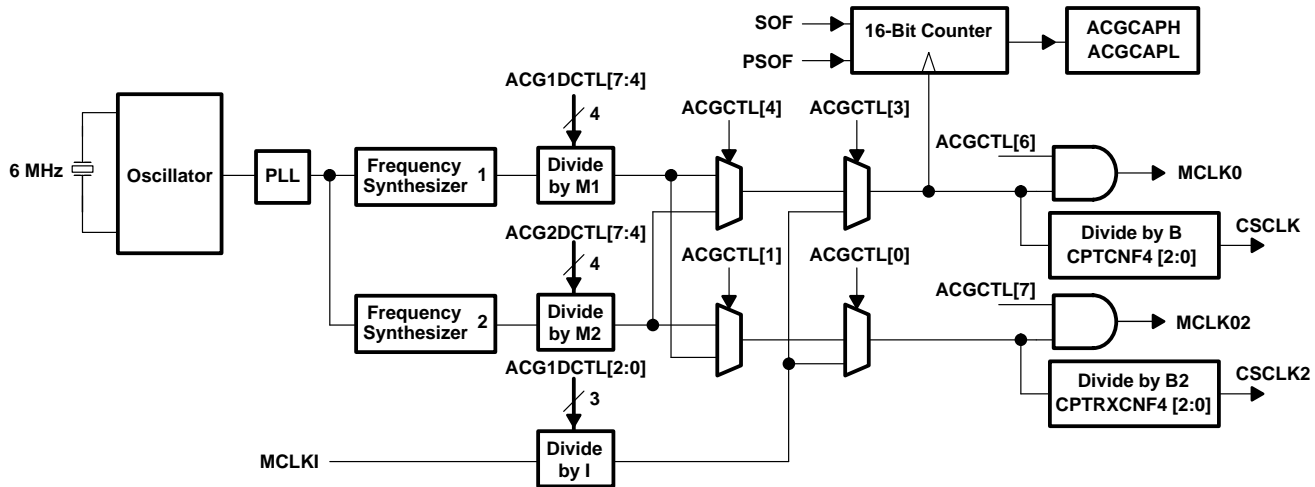 SOF
PSOF
16-Bit Counter
ACGCAPH
ACGCAPL
ACG1DCTL[7:4]
4
ACGCTL[4]
ACGCTL[3]
ACGCTL[6]
MCLK0
6 MHz
Oscillator
PLL
Frequency
Synthesizer 1
Divide
by M1
Divide by B
CPTCNF4 [2:0]
CSCLK
ACG2DCTL[7:4]
4
ACGCTL[1]
ACGCTL[0]
ACGCTL[7]
MCLK02
Frequency
Synthesizer 2
Divide
by M2
Divide by B2
CPTRXCNF4 [2:0]
CSCLK2
ACG1DCTL[2:0]
3
MCLKI
Divide
by I